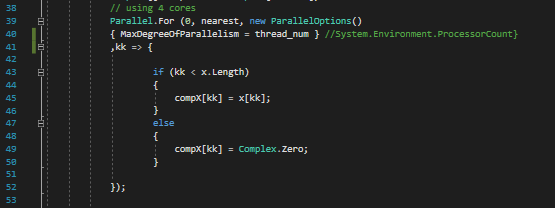 38 // using 4 cores
39 Parallel.For (0, nearest, new ParallelOptions()
40 { MaxDegreeOfParallelism = thread_num } //System.Environment.ProcessorCount}
41 ,kk => {
42
43 if (kk < x.Length)
44 {
45 compX[kk] = x[kk];
46 }
47 else
48 {
49 compX[kk] = Complex.Zero;
50 }
51
52 });
53